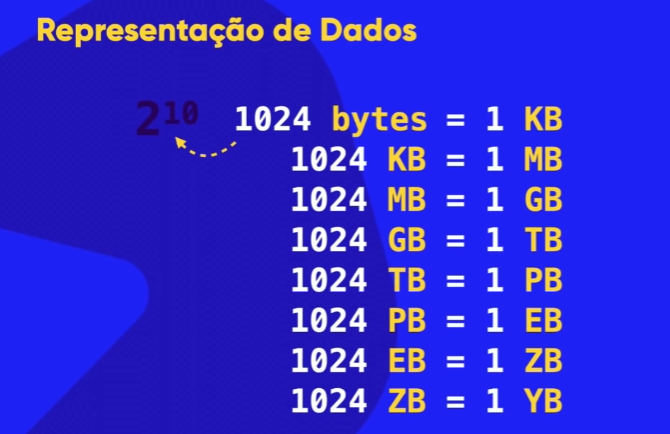 Representação de Dados
2¹⁰ 1024 bytes = 1 KB
1024 KB = 1 MB
1024 MB = 1 GB
1024 GB = 1 TB
1024 TB = 1 PB
1024 PB = 1 EB
1024 EB = 1 ZB
1024 ZB = 1 YB